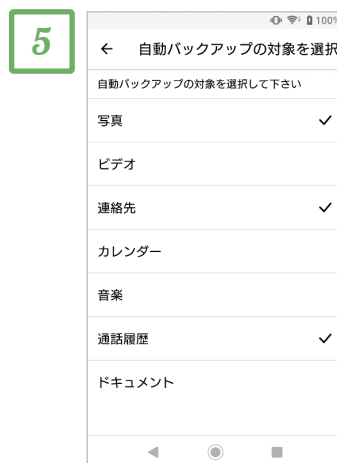 5
100%
自動バックアップの対象を選択
自動バックアップの対象を選択して下さい
写真
ビデオ
連絡先
カレンダー
音楽
通話履歴
ドキュメント